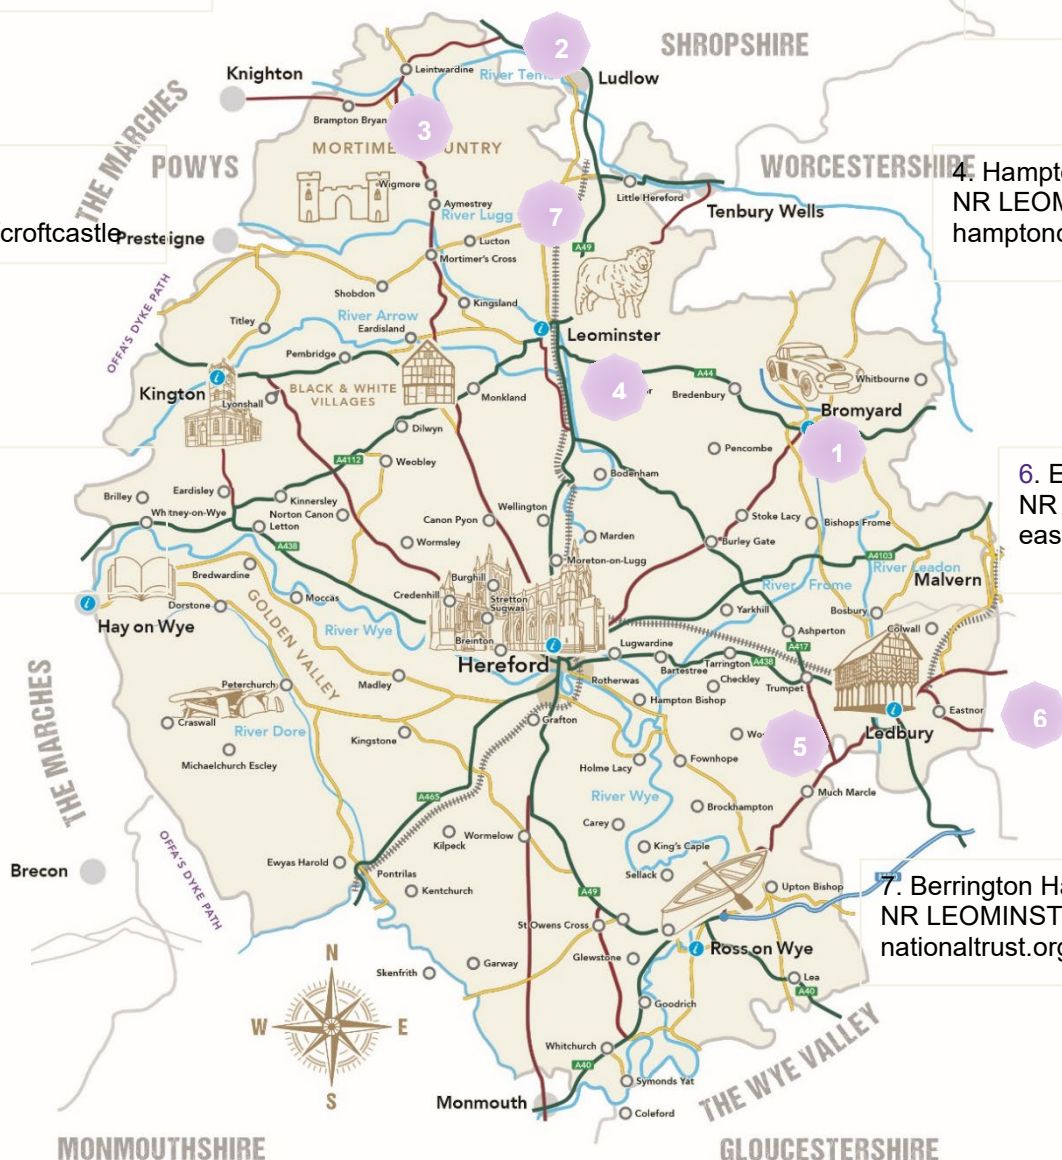 SHROPSHIRE
2
Knighton
Leintwardine
River Teme
Ludlow
THE MARCHES
Brampton Bryan
3
MORTIMER COUNTRY
POWYS
WORCESTERSHIRE
4. Hampt
NR LEOM
hamptonc
Wigmore
Aymestrey
River Lugg
7
Little Hereford
Tenbury Wells
croftcastle
Presteigne
Lucton
A49
Mortimer's Cross
OFFA'S DYKE PATH
Shobdon
Kingsland
Titley
River Arrow
Eardisland
Leominster
Pembridge
Kington
BLACK & WHITE
VILLAGES
Lyonshall
Monkland
4
A44
Bredenbury
Whitbourne
Bromyard
1
Dilwyn
A4112
Weobley
Pencombe
Bodenham
6. E
NR
eas
Brilley
Eardisley
Kinnersley
Whitney-on-Wye
Norton Canon
Letton
Canon Pyon
Wellington
Stoke Lacy
Bishops Frome
A438
Wormsley
Marden
Burley Gate
A4103
River Leadon
Malvern
Moreton-on-Lugg
Bredwardine
Burghill
Credenhill
Stretton
Sugwas
River Frome
Dorstone
Moccas
GOLDEN VALLEY
Yarkhill
Bosbury
Colwall
Hay on Wye
River Wye
Breinton
Hereford
Lugwardine
Ashperton
A417
Bartestree
Tarrington
A438
Checkley
Trumpet
Rotherwas
Hampton Bishop
Peterchurch
Madley
THE MARCHES
Craswall
River Dore
Grafton
Eastnor
6
Ledbury
5
Kingstone
Michaelchurch Escley
Holme Lacy
Fownhope
A465
River Wye
Much Marcle
Brockhampton
OFFA'S DYKE PATH
Carey
Kilpeck
Wormelow
King's Caple
Brecon
Ewyas Harold
Pontrilas
Sellack
Kentchurch
A49
Upton Bishop
7. Berrington Ha
NR LEOMINST
nationaltrust.org
St Owens Cross
Ross on Wye
N
Skenfrith
Garway
Glewstone
Lea
A40
W
E
Goodrich
Whitchurch
A40
S
Monmouth
Symonds Yat
Coleford
THE WYE VALLEY
MONMOUTHSHIRE
GLOUCESTERSHIRE